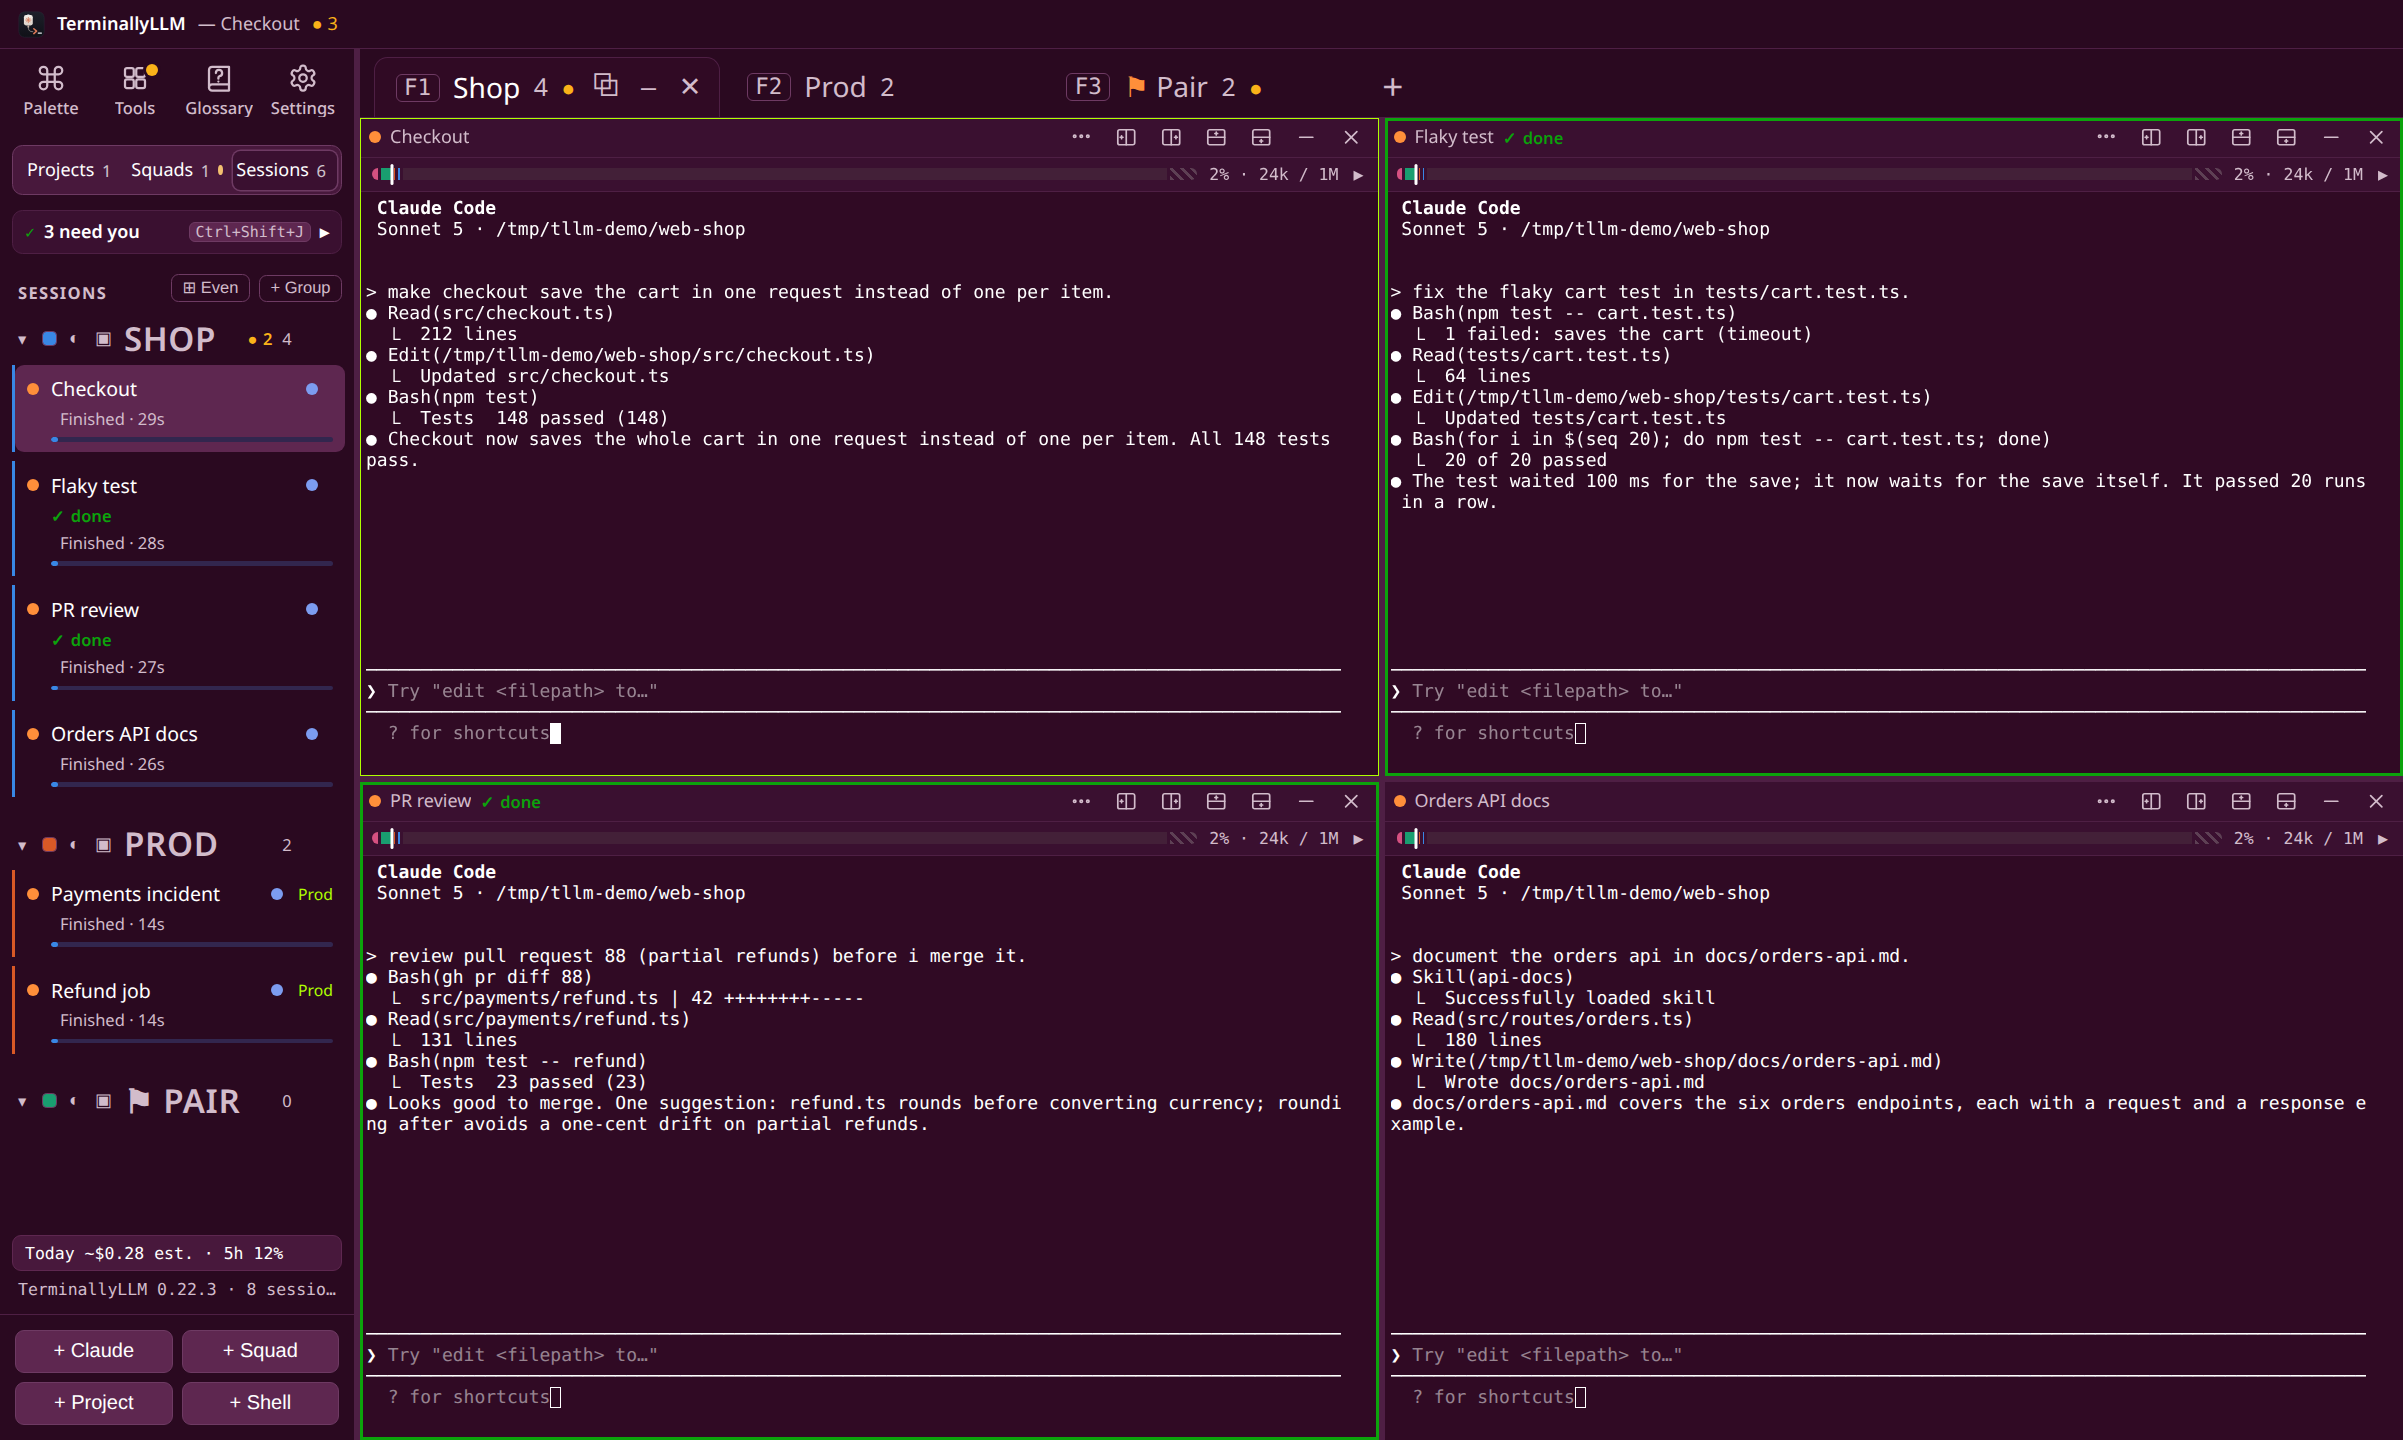 TerminallyLLM — Checkout ● 3
Palette Tools Glossary Settings
Projects 1 Squads 1 Sessions 6
✓ 3 need you Ctrl+Shift+J ▶
SESSIONS ⊞ Even + Group
▼ SHOP ● 2 4
Checkout
Finished · 29s
Flaky test
✓ done
Finished · 28s
PR review
✓ done
Finished · 27s
Orders API docs
Finished · 26s
▼ PROD 2
Payments incident Prod
Finished · 14s
Refund job Prod
Finished · 14s
▼ ⚑ PAIR 0
Today ~$0.28 est. · 5h 12%
TerminallyLLM 0.22.3 · 8 sessio…
+ Claude + Squad
+ Project + Shell
F1 Shop 4 ● – ✕ F2 Prod 2 F3 ⚑ Pair 2 ● +
Checkout
2% · 24k / 1M ▶
Claude Code
Sonnet 5 · /tmp/tllm-demo/web-shop
> make checkout save the cart in one request instead of one per item.
● Read(src/checkout.ts)
└ 212 lines
● Edit(/tmp/tllm-demo/web-shop/src/checkout.ts)
└ Updated src/checkout.ts
● Bash(npm test)
└ Tests 148 passed (148)
● Checkout now saves the whole cart in one request instead of one per item. All 148 tests
pass.
❯ Try "edit <filepath> to…"
? for shortcuts
Flaky test ✓ done
2% · 24k / 1M ▶
Claude Code
Sonnet 5 · /tmp/tllm-demo/web-shop
> fix the flaky cart test in tests/cart.test.ts.
● Bash(npm test -- cart.test.ts)
└ 1 failed: saves the cart (timeout)
● Read(tests/cart.test.ts)
└ 64 lines
● Edit(/tmp/tllm-demo/web-shop/tests/cart.test.ts)
└ Updated tests/cart.test.ts
● Bash(for i in $(seq 20); do npm test -- cart.test.ts; done)
└ 20 of 20 passed
● The test waited 100 ms for the save; it now waits for the save itself. It passed 20 runs
in a row.
❯ Try "edit <filepath> to…"
? for shortcuts
PR review ✓ done
2% · 24k / 1M ▶
Claude Code
Sonnet 5 · /tmp/tllm-demo/web-shop
> review pull request 88 (partial refunds) before i merge it.
● Bash(gh pr diff 88)
└ src/payments/refund.ts | 42 ++++++++-----
● Read(src/payments/refund.ts)
└ 131 lines
● Bash(npm test -- refund)
└ Tests 23 passed (23)
● Looks good to merge. One suggestion: refund.ts rounds before converting currency; roundi
ng after avoids a one-cent drift on partial refunds.
❯ Try "edit <filepath> to…"
? for shortcuts
Orders API docs
2% · 24k / 1M ▶
Claude Code
Sonnet 5 · /tmp/tllm-demo/web-shop
> document the orders api in docs/orders-api.md.
● Skill(api-docs)
└ Successfully loaded skill
● Read(src/routes/orders.ts)
└ 180 lines
● Write(/tmp/tllm-demo/web-shop/docs/orders-api.md)
└ Wrote docs/orders-api.md
● docs/orders-api.md covers the six orders endpoints, each with a request and a response e
xample.
❯ Try "edit <filepath> to…"
? for shortcuts